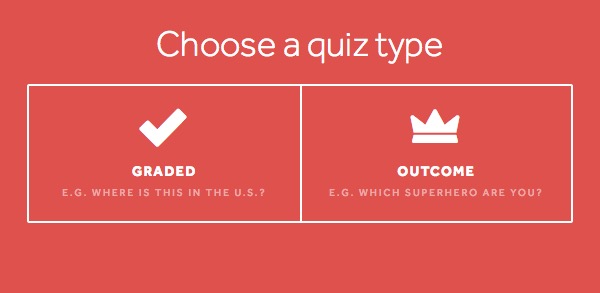 Choose a quiz type
GRADED
E.G. WHERE IS THIS IN THE U.S.?
OUTCOME
E.G. WHICH SUPERHERO ARE YOU?